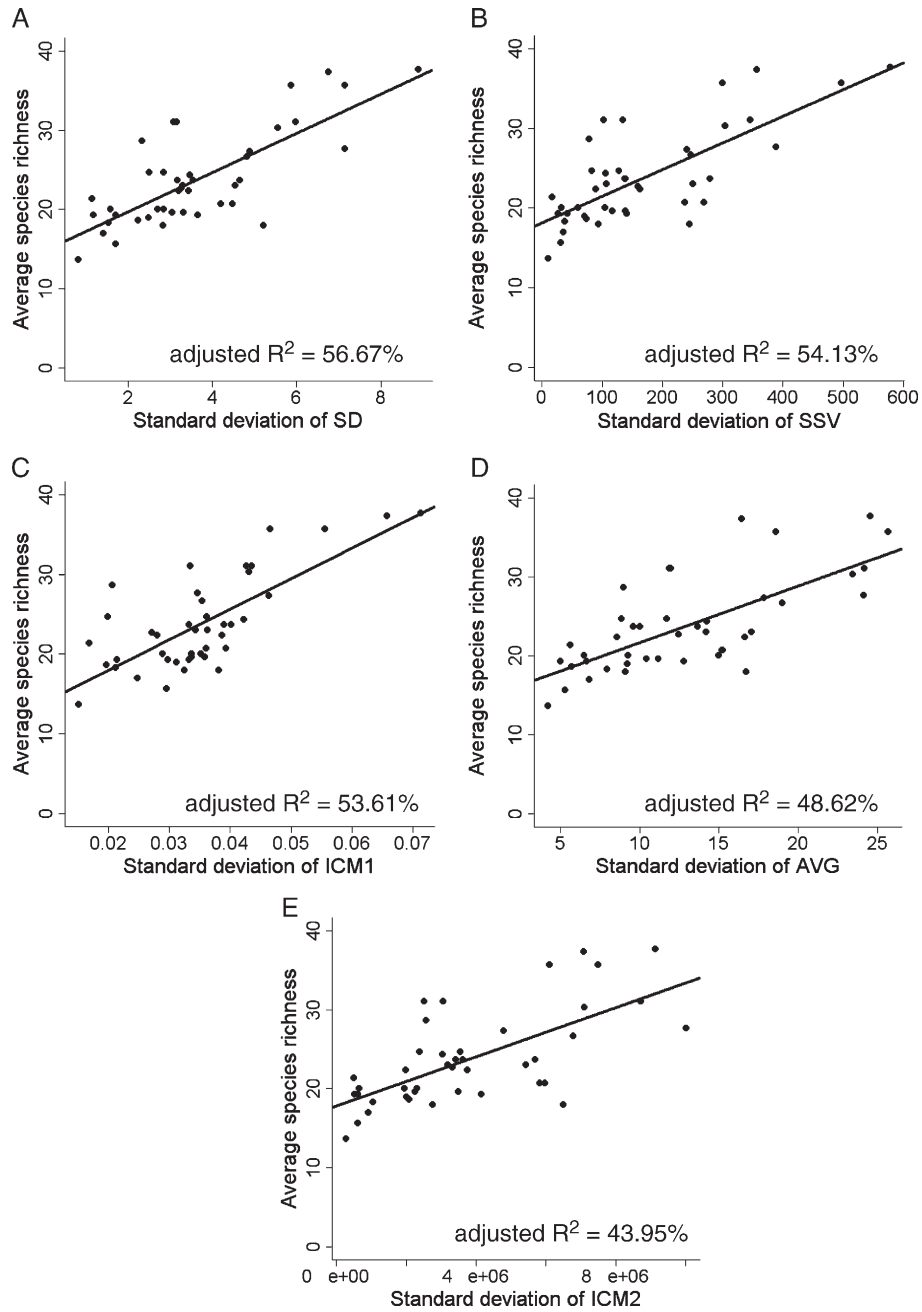 A
Average species richness
40
30
20
10
0
adjusted R2 = 56.67%
2 4 6 8
Standard deviation of SD
B
Average species richness
40
30
20
10
0
adjusted R2 = 54.13%
0 100 200 300 400 500 600
Standard deviation of SSV
C
Average species richness
40
30
20
10
0
adjusted R2 = 53.61%
0.02 0.03 0.04 0.05 0.06 0.07
Standard deviation of ICM1
D
Average species richness
40
30
20
10
0
adjusted R2 = 48.62%
5 10 15 20 25
Standard deviation of AVG
E
Average species richness
40
30
20
10
0
adjusted R2 = 43.95%
0 e+00 4 e+06 8 e+06
Standard deviation of ICM2